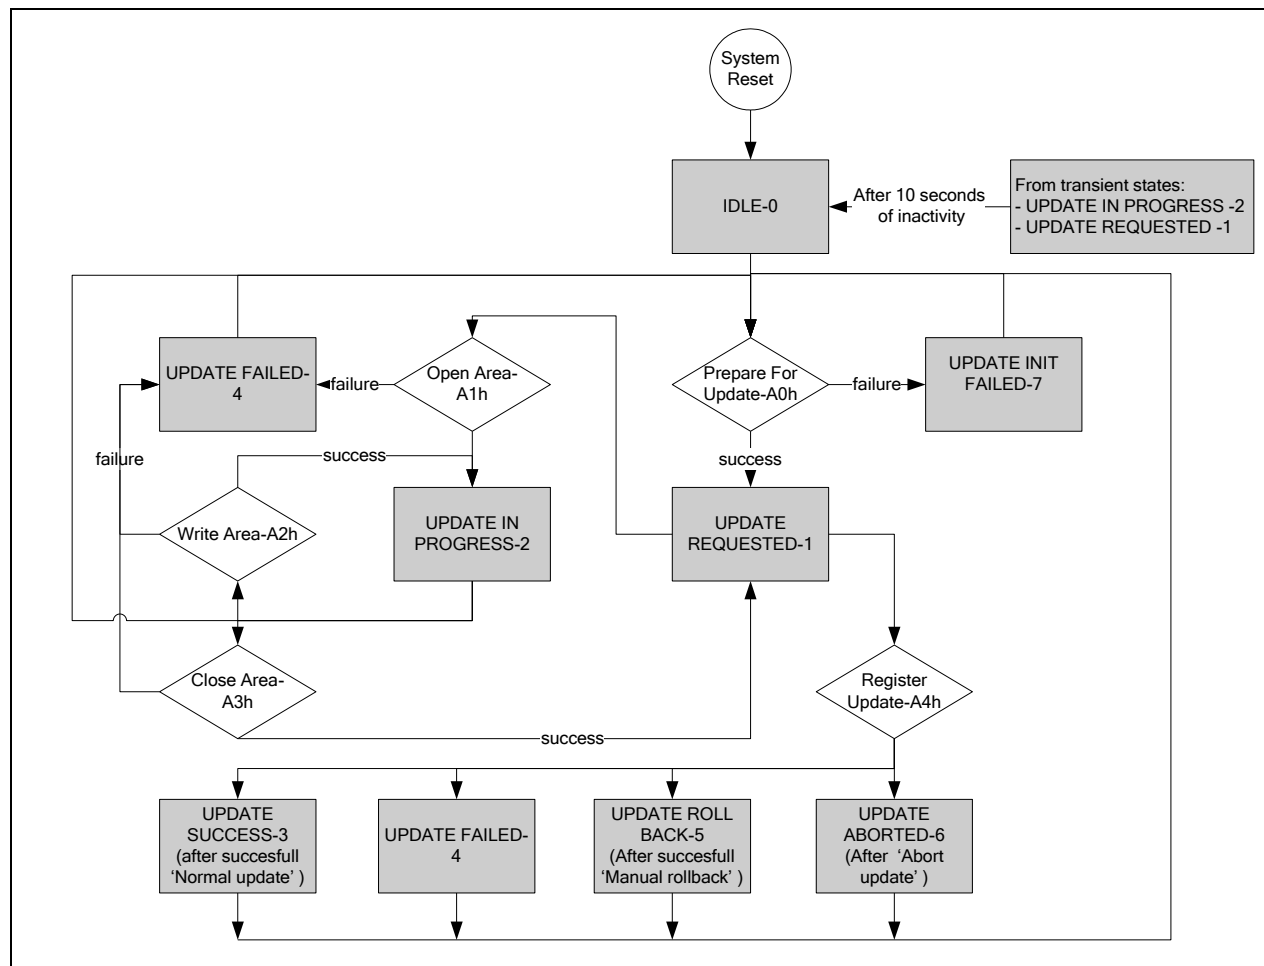 System
Reset
IDLE-0
After 10 seconds
of inactivity
From transient states:
- UPDATE IN PROGRESS -2
- UPDATE REQUESTED -1
UPDATE FAILED-
4
failure
Open Area-
A1h
Prepare For
Update-A0h
failure
UPDATE INIT
FAILED-7
failure
success
success
Write Area-A2h
UPDATE IN
PROGRESS-2
UPDATE
REQUESTED-1
Close Area-
A3h
Register
Update-A4h
success
UPDATE
SUCCESS-3
(after succesfull
‘Normal update’ )
UPDATE FAILED-
4
UPDATE ROLL
BACK-5
(After succesfull
‘Manual rollback’ )
UPDATE
ABORTED-6
(After ‘Abort
update’ )